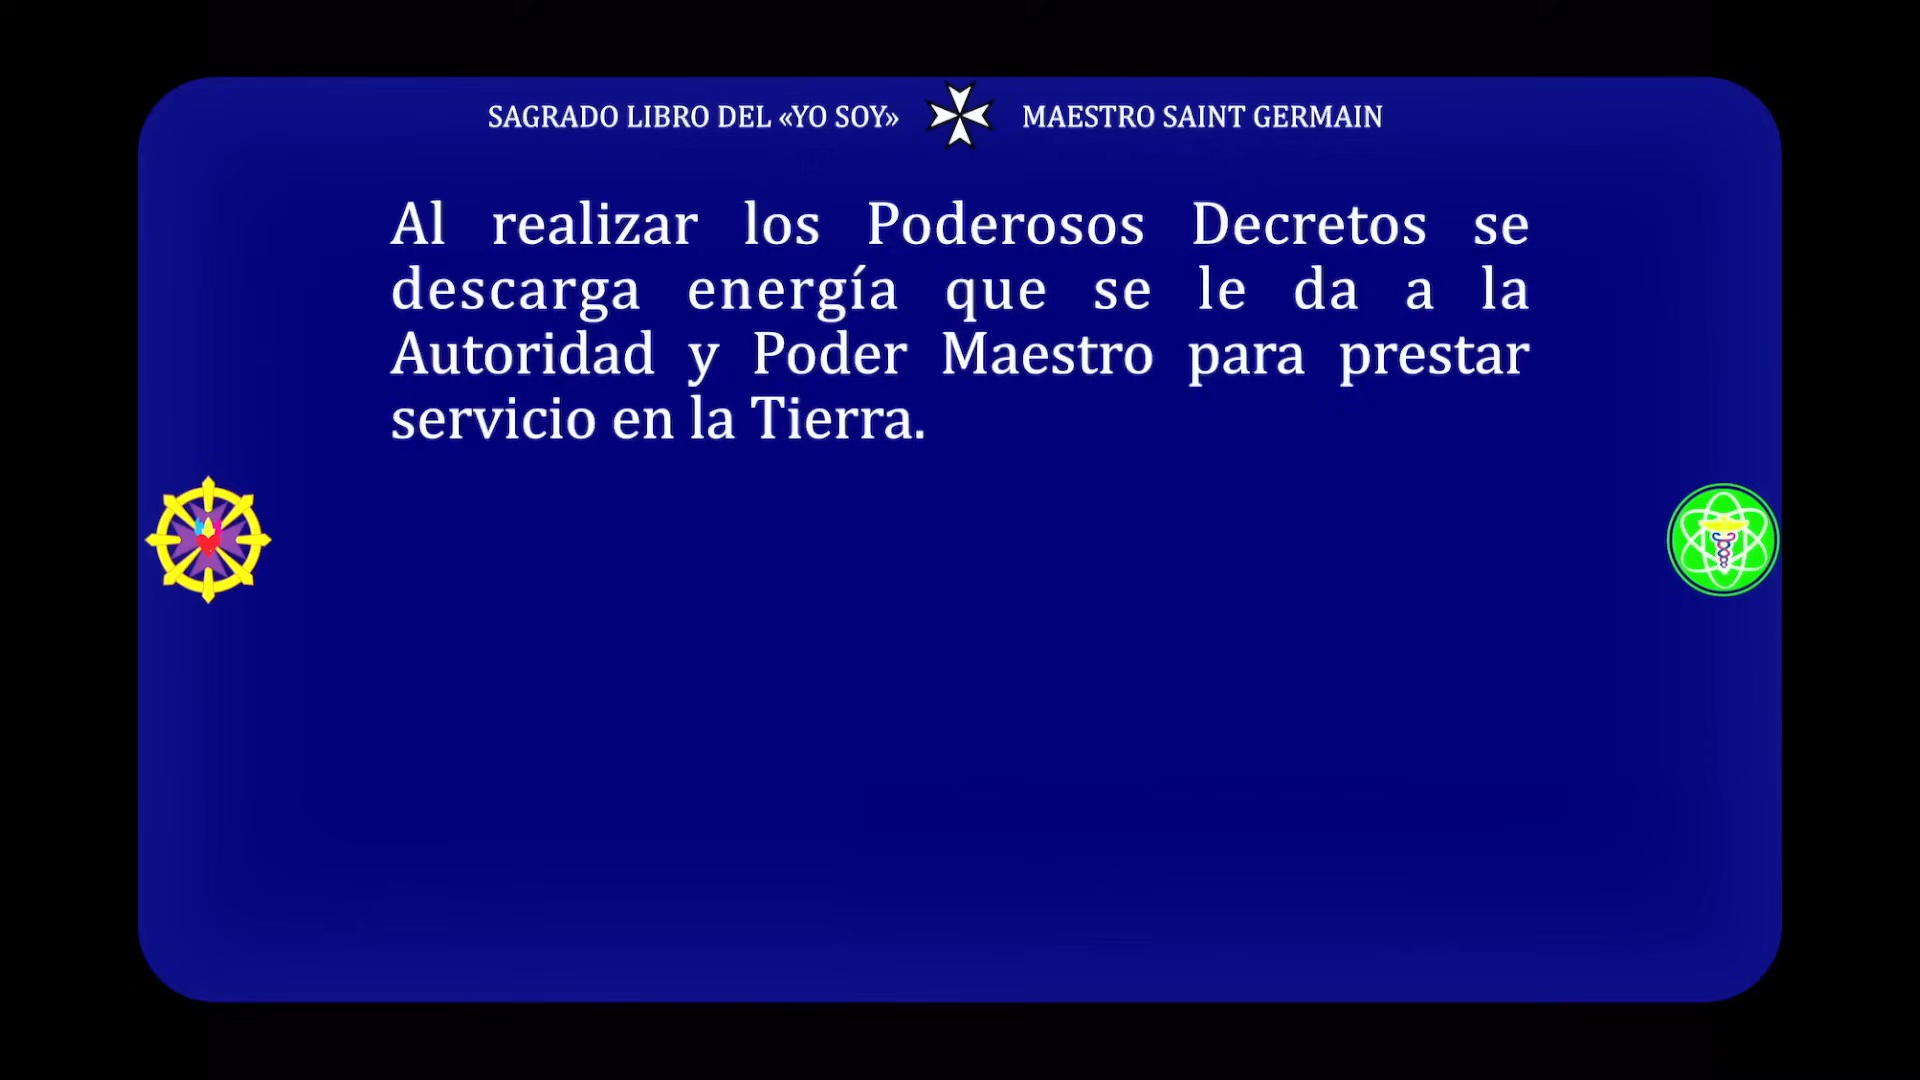 SAGRADO LIBRO DEL «YO SOY» MAESTRO SAINT GERMAIN
Al realizar los Poderosos Decretos se
descarga energía que se le da a la
Autoridad y Poder Maestro para prestar
servicio en la Tierra.